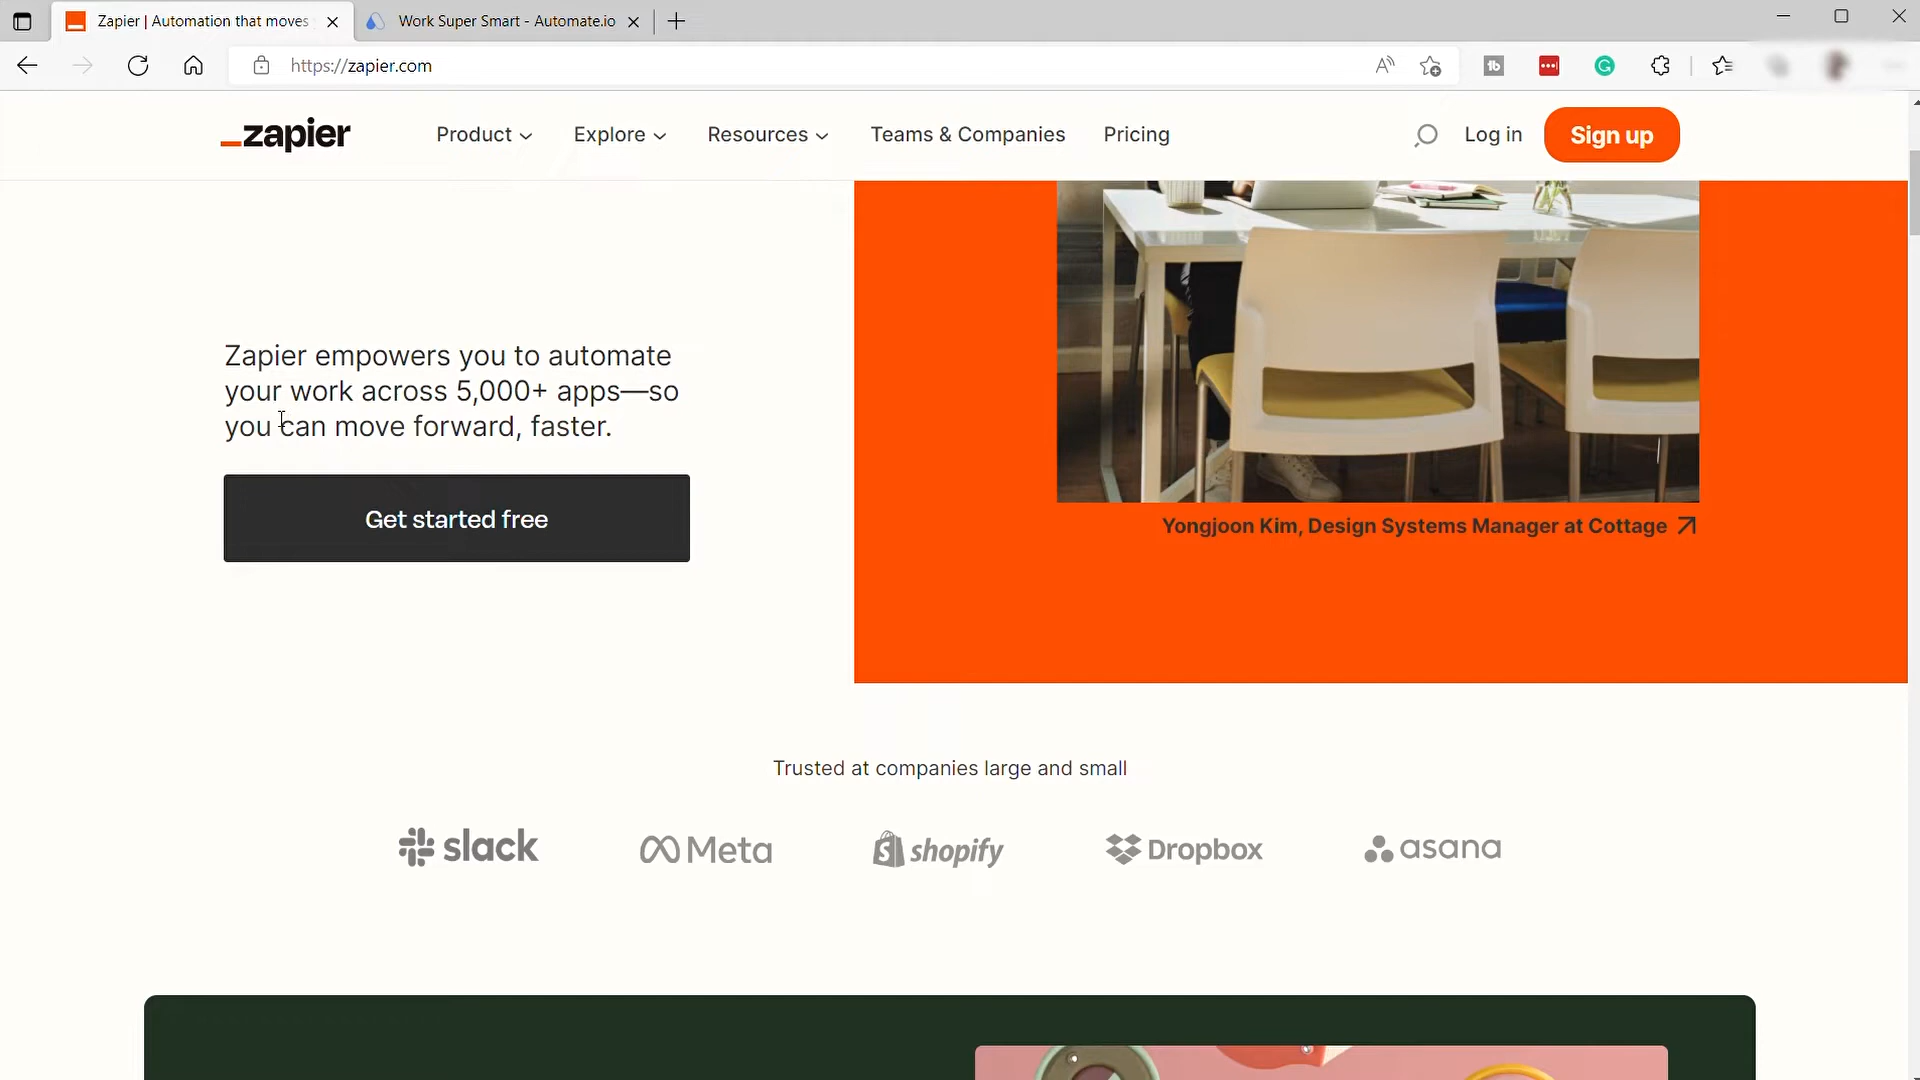 Zapier | Automation that moves
Work Super Smart - Automate.io
https://zapier.com
zapier
Product
Explore
Resources
Teams & Companies
Pricing
Log in
Sign up
Zapier empowers you to automate
your work across 5,000+ apps—so
you can move forward, faster.
Get started free
Yongjoon Kim, Design Systems Manager at Cottage
Trusted at companies large and small
slack
Meta
shopify
Dropbox
asana